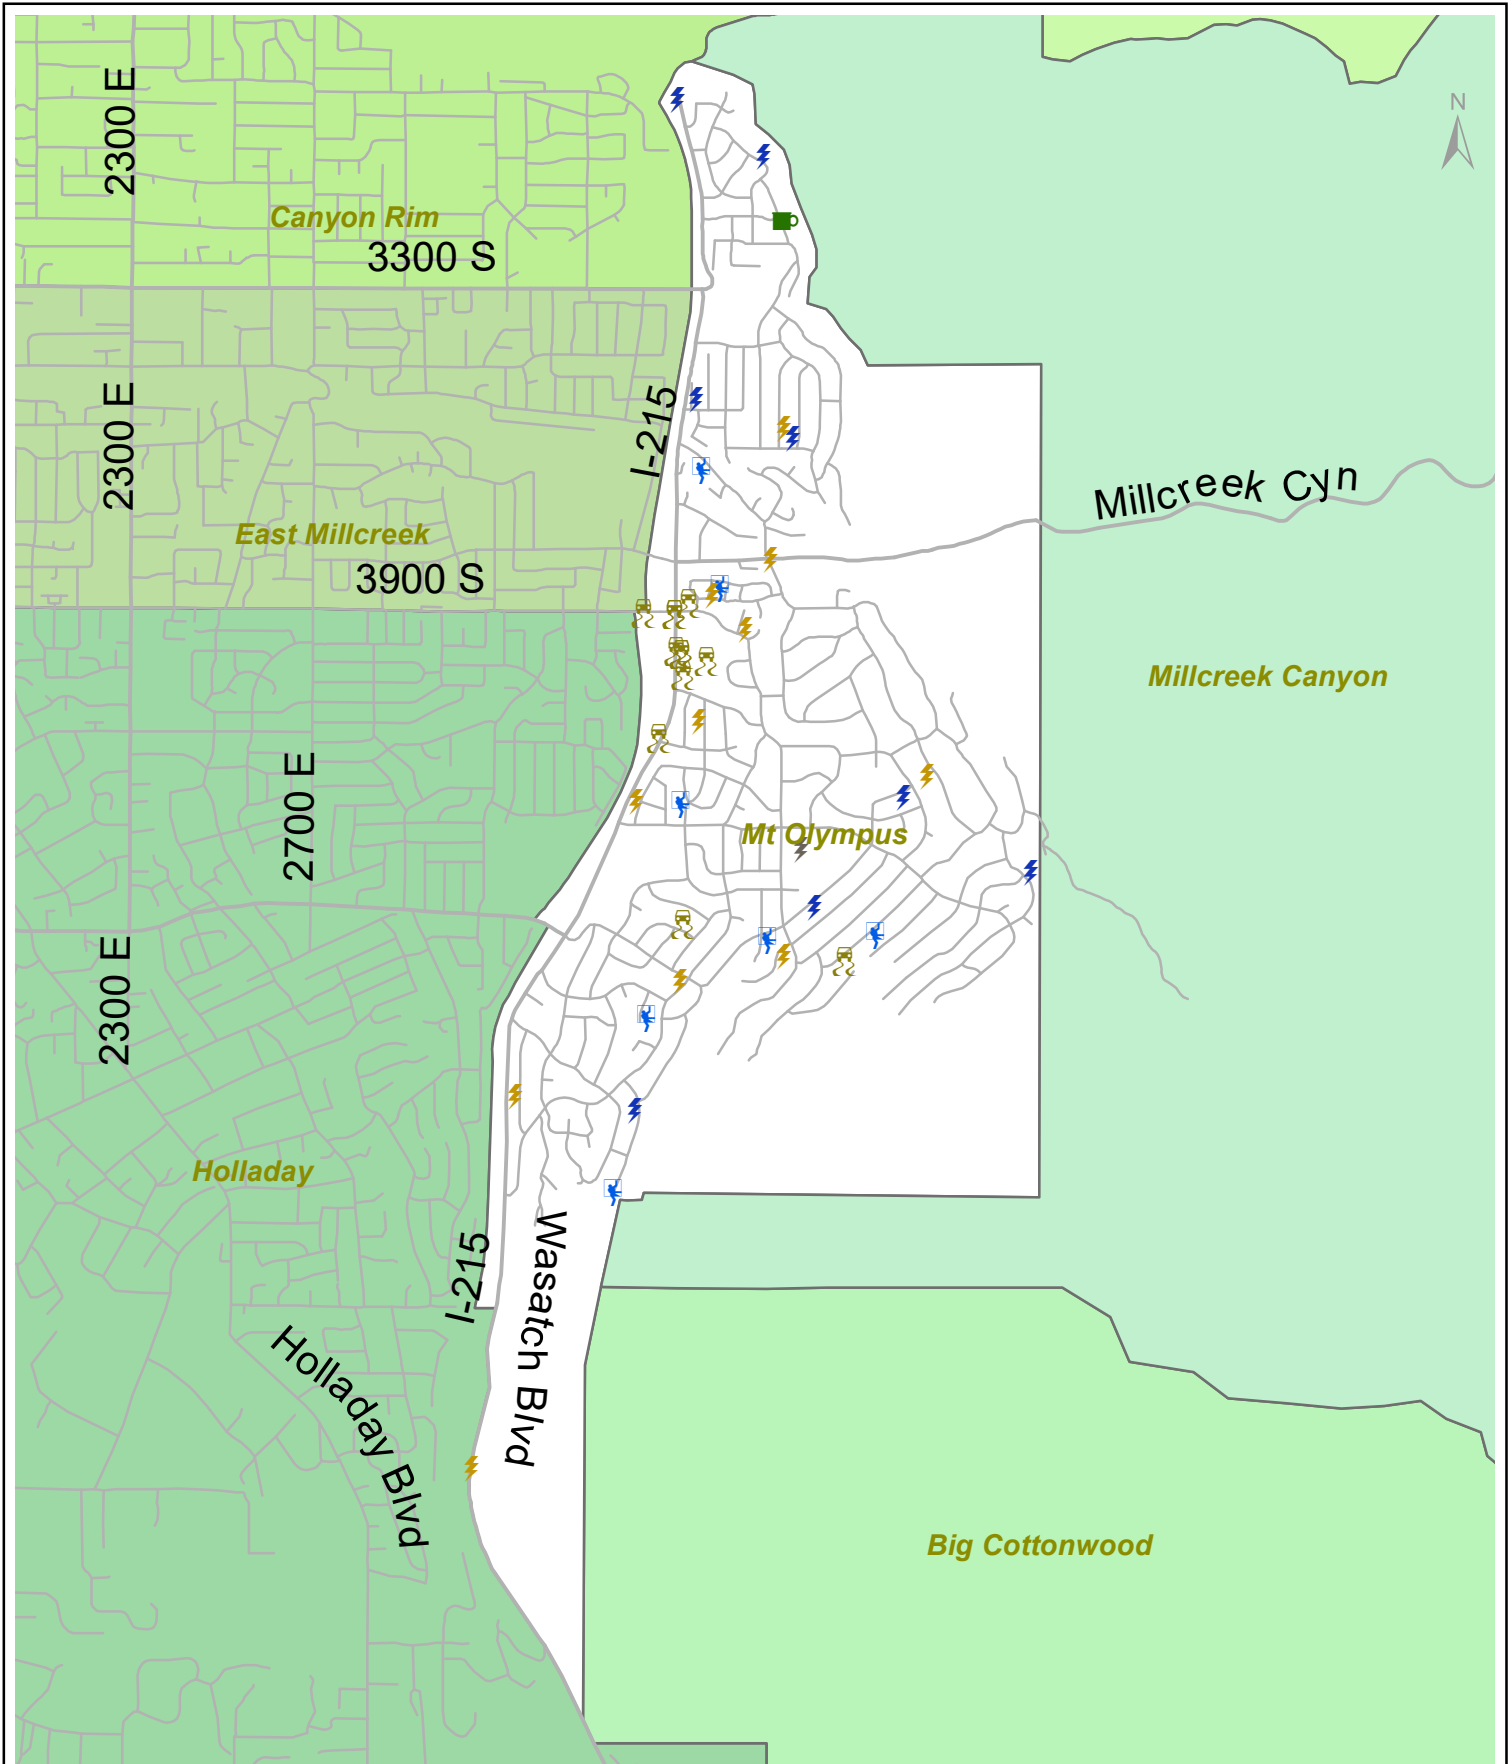 2300 E
N
Canyon Rim
3300 S
2300 E
I-215
Millcreek Cyn
East Millcreek
3900 S
Millcreek Canyon
2700 E
Mt Olympus
2300 E
Holladay
I-215
Wasatch Blvd
Holladay Blvd
Big Cottonwood